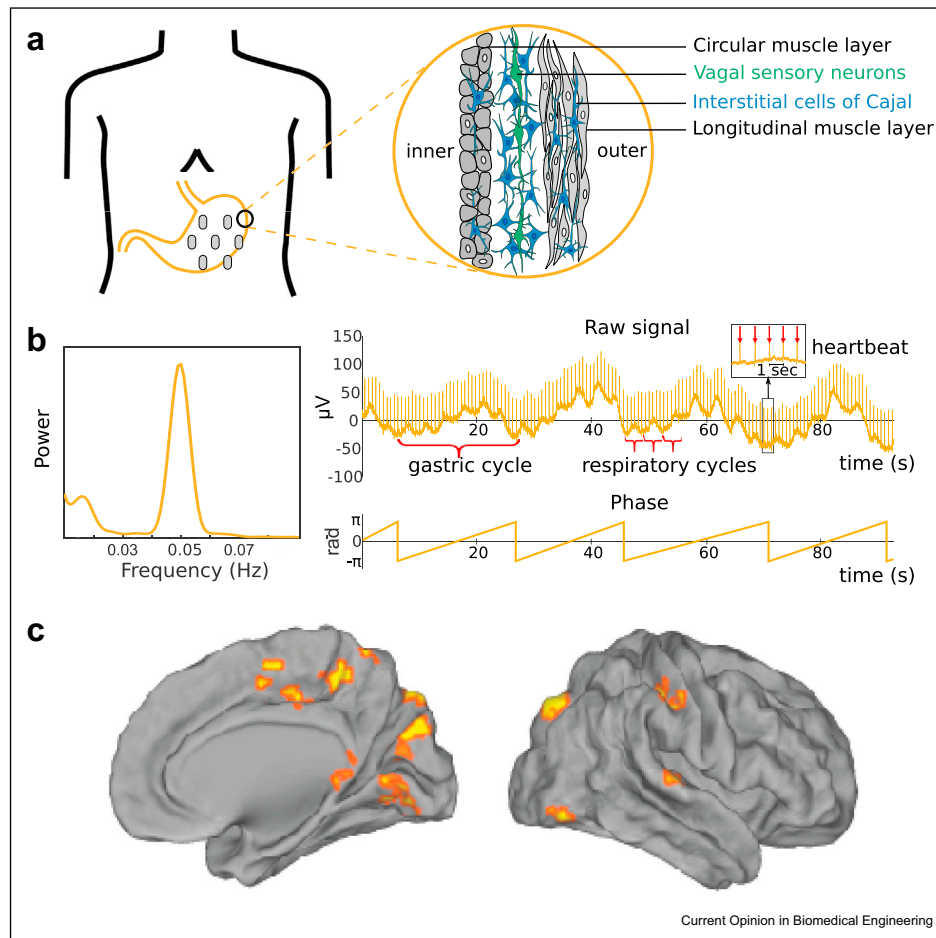 a
Circular muscle layer
Vagal sensory neurons
Interstitial cells of Cajal
Longitudinal muscle layer
inner
outer
b
Power
0.03
0.05
0.07
Frequency (Hz)
Raw signal
μV
150
100
50
0
-50
-100
20
40
60
80
time (s)
gastric cycle
respiratory cycles
heartbeat
1 sec
Phase
rad
π
0
-π
20
40
60
80
time (s)
c
Current Opinion in Biomedical Engineering